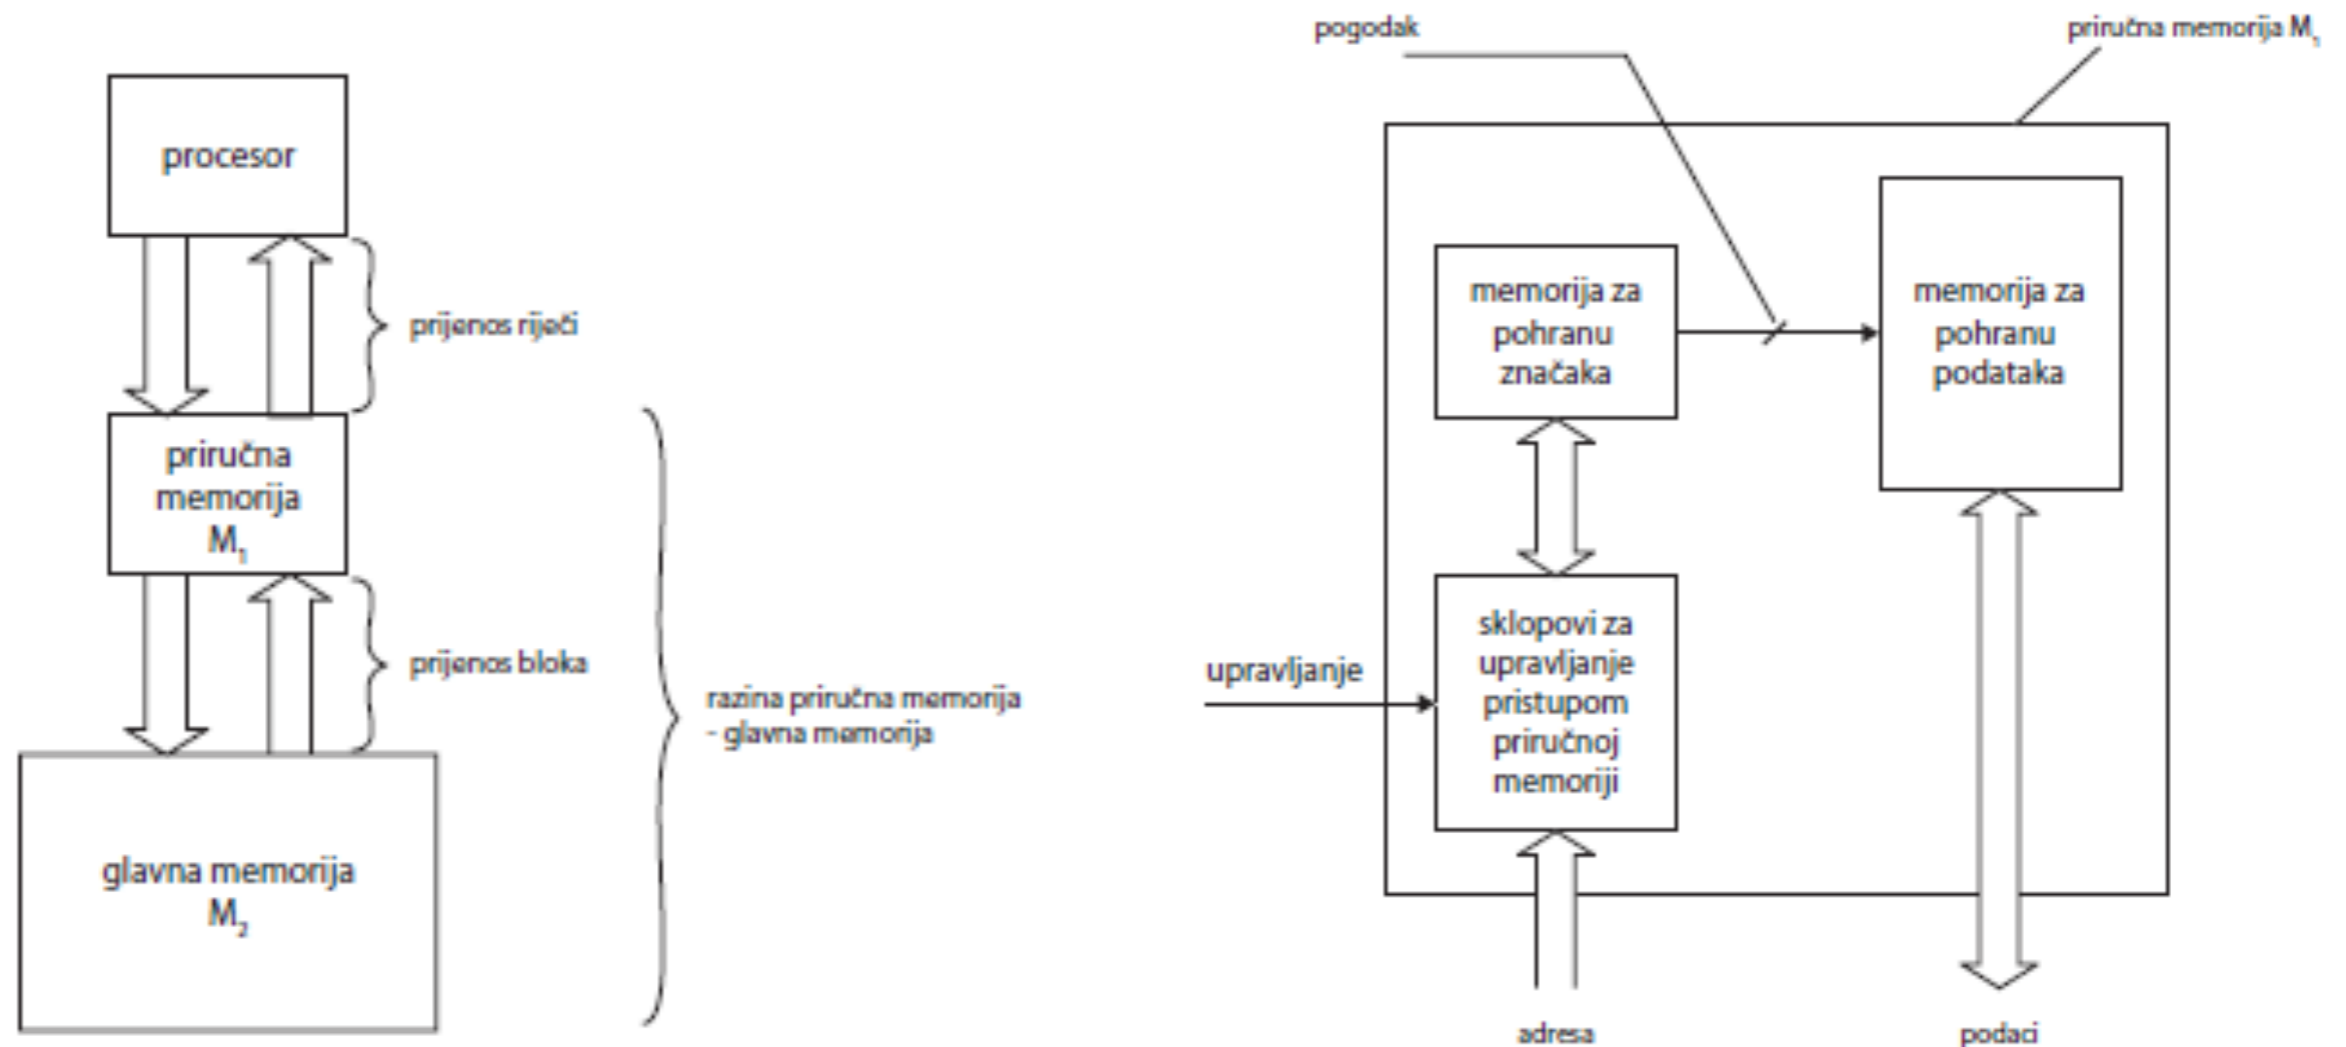 procesor
prijenos riječi
priručna
memorija
M₁
prijenos bloka
razina priručna memorija
- glavna memorija
glavna memorija
M₂
pogodak
priručna memorija M₁
memorija za
pohranu
značaka
memorija za
pohranu
podataka
upravljanje
sklopovi za
upravljanje
pristupom
priručnoj
memoriji
adresa
podaci